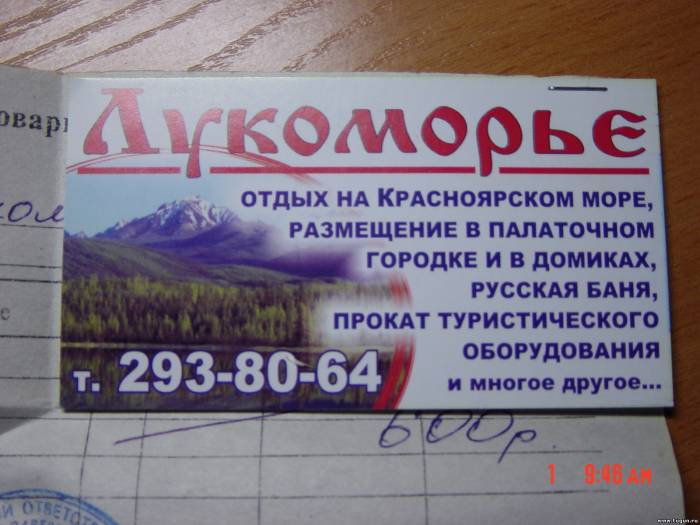 Лукоморье
отдых на Красноярском море,
размещение в палаточном
городке и в домиках,
русская баня,
прокат туристического
оборудования
и многое другое...
т. 293-80-64
600р.
1 9:46 AM